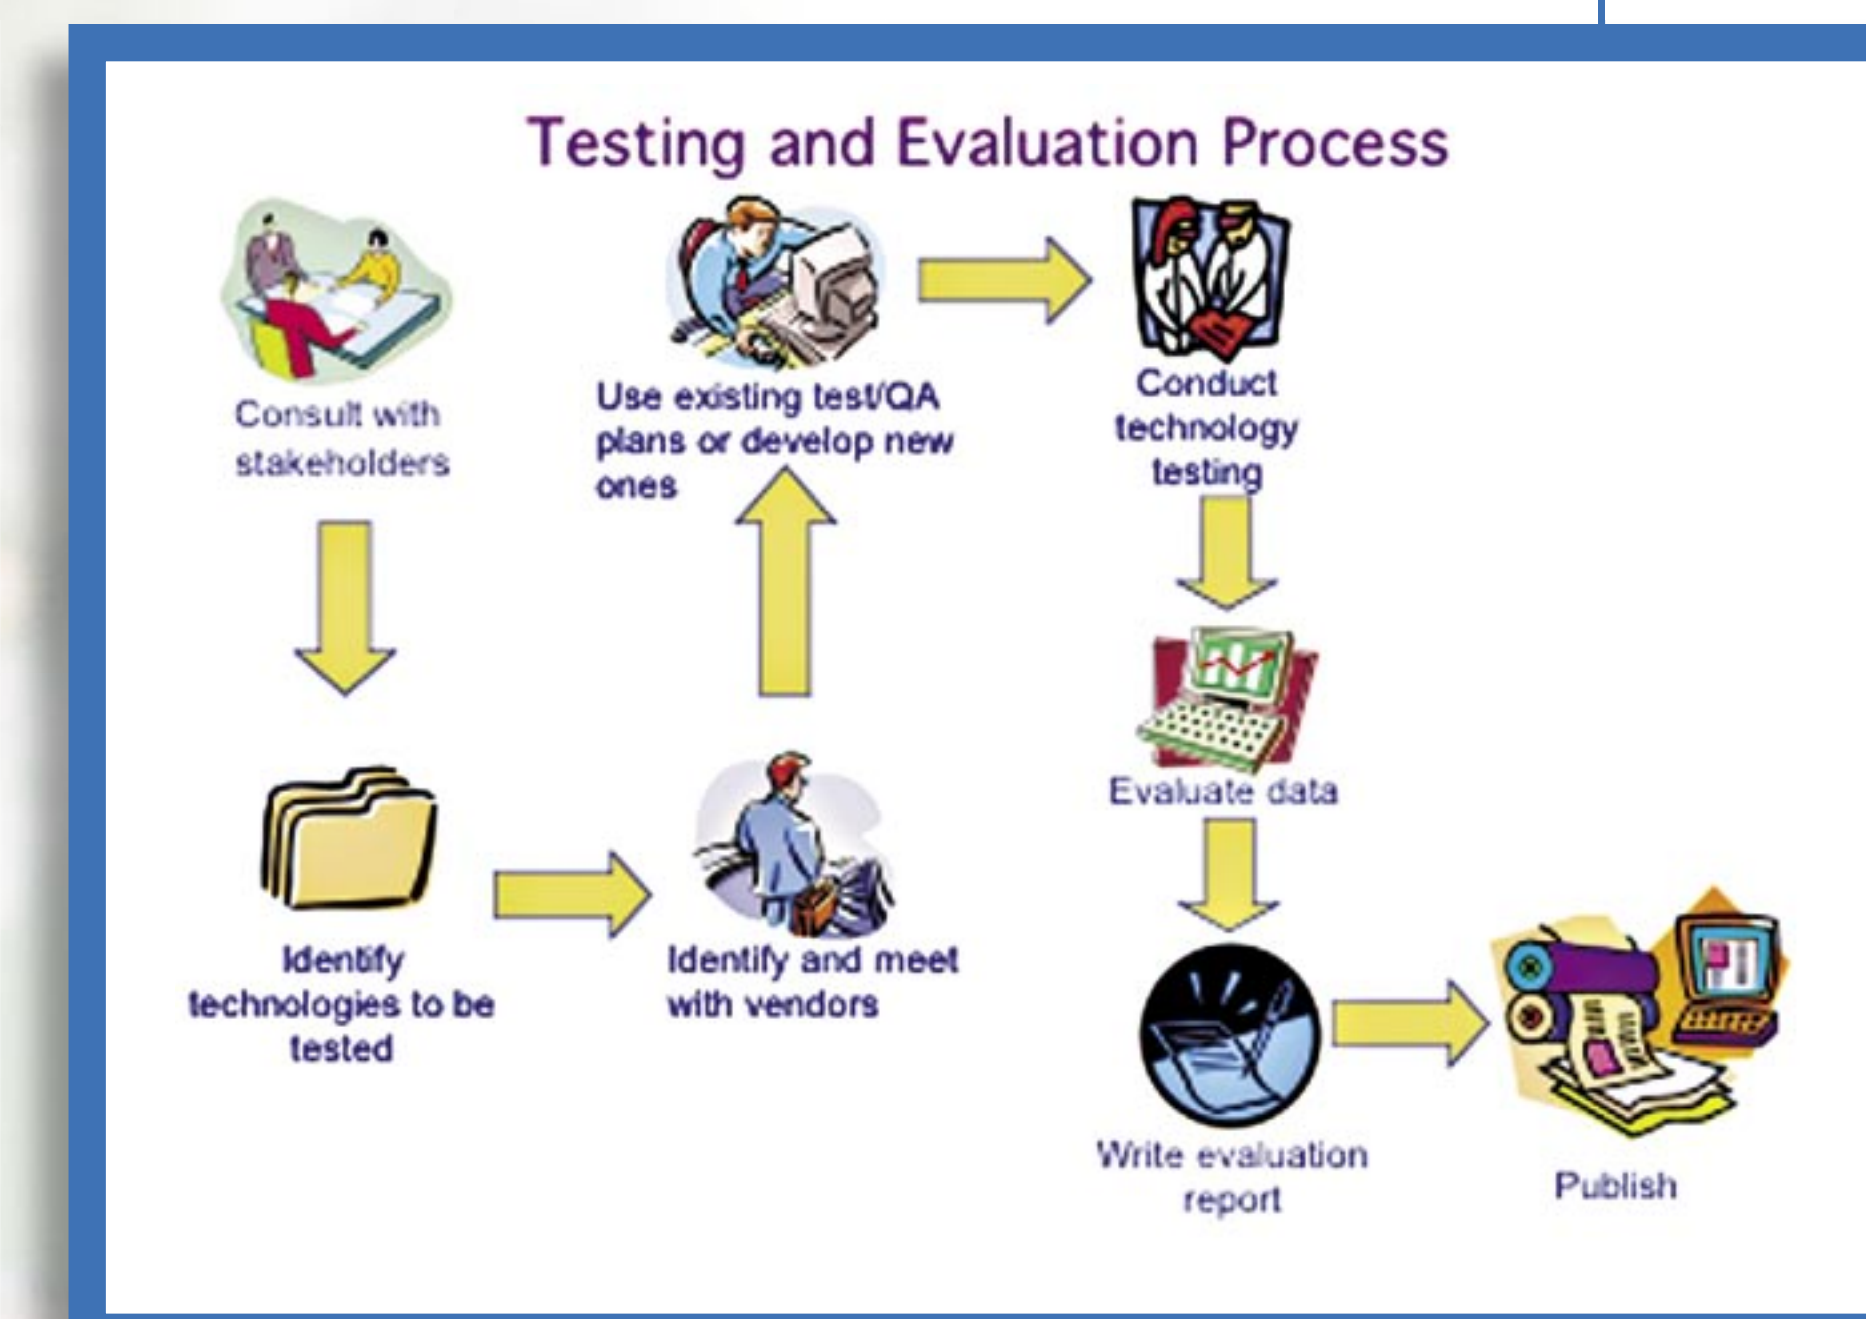 Testing and Evaluation Process
Consult with
stakeholders
Identify
technologies to be
tested
Identify and meet
with vendors
Use existing test/QA
plans or develop new
ones
Conduct
technology
testing
Evaluate data
Write evaluation
report
Publish